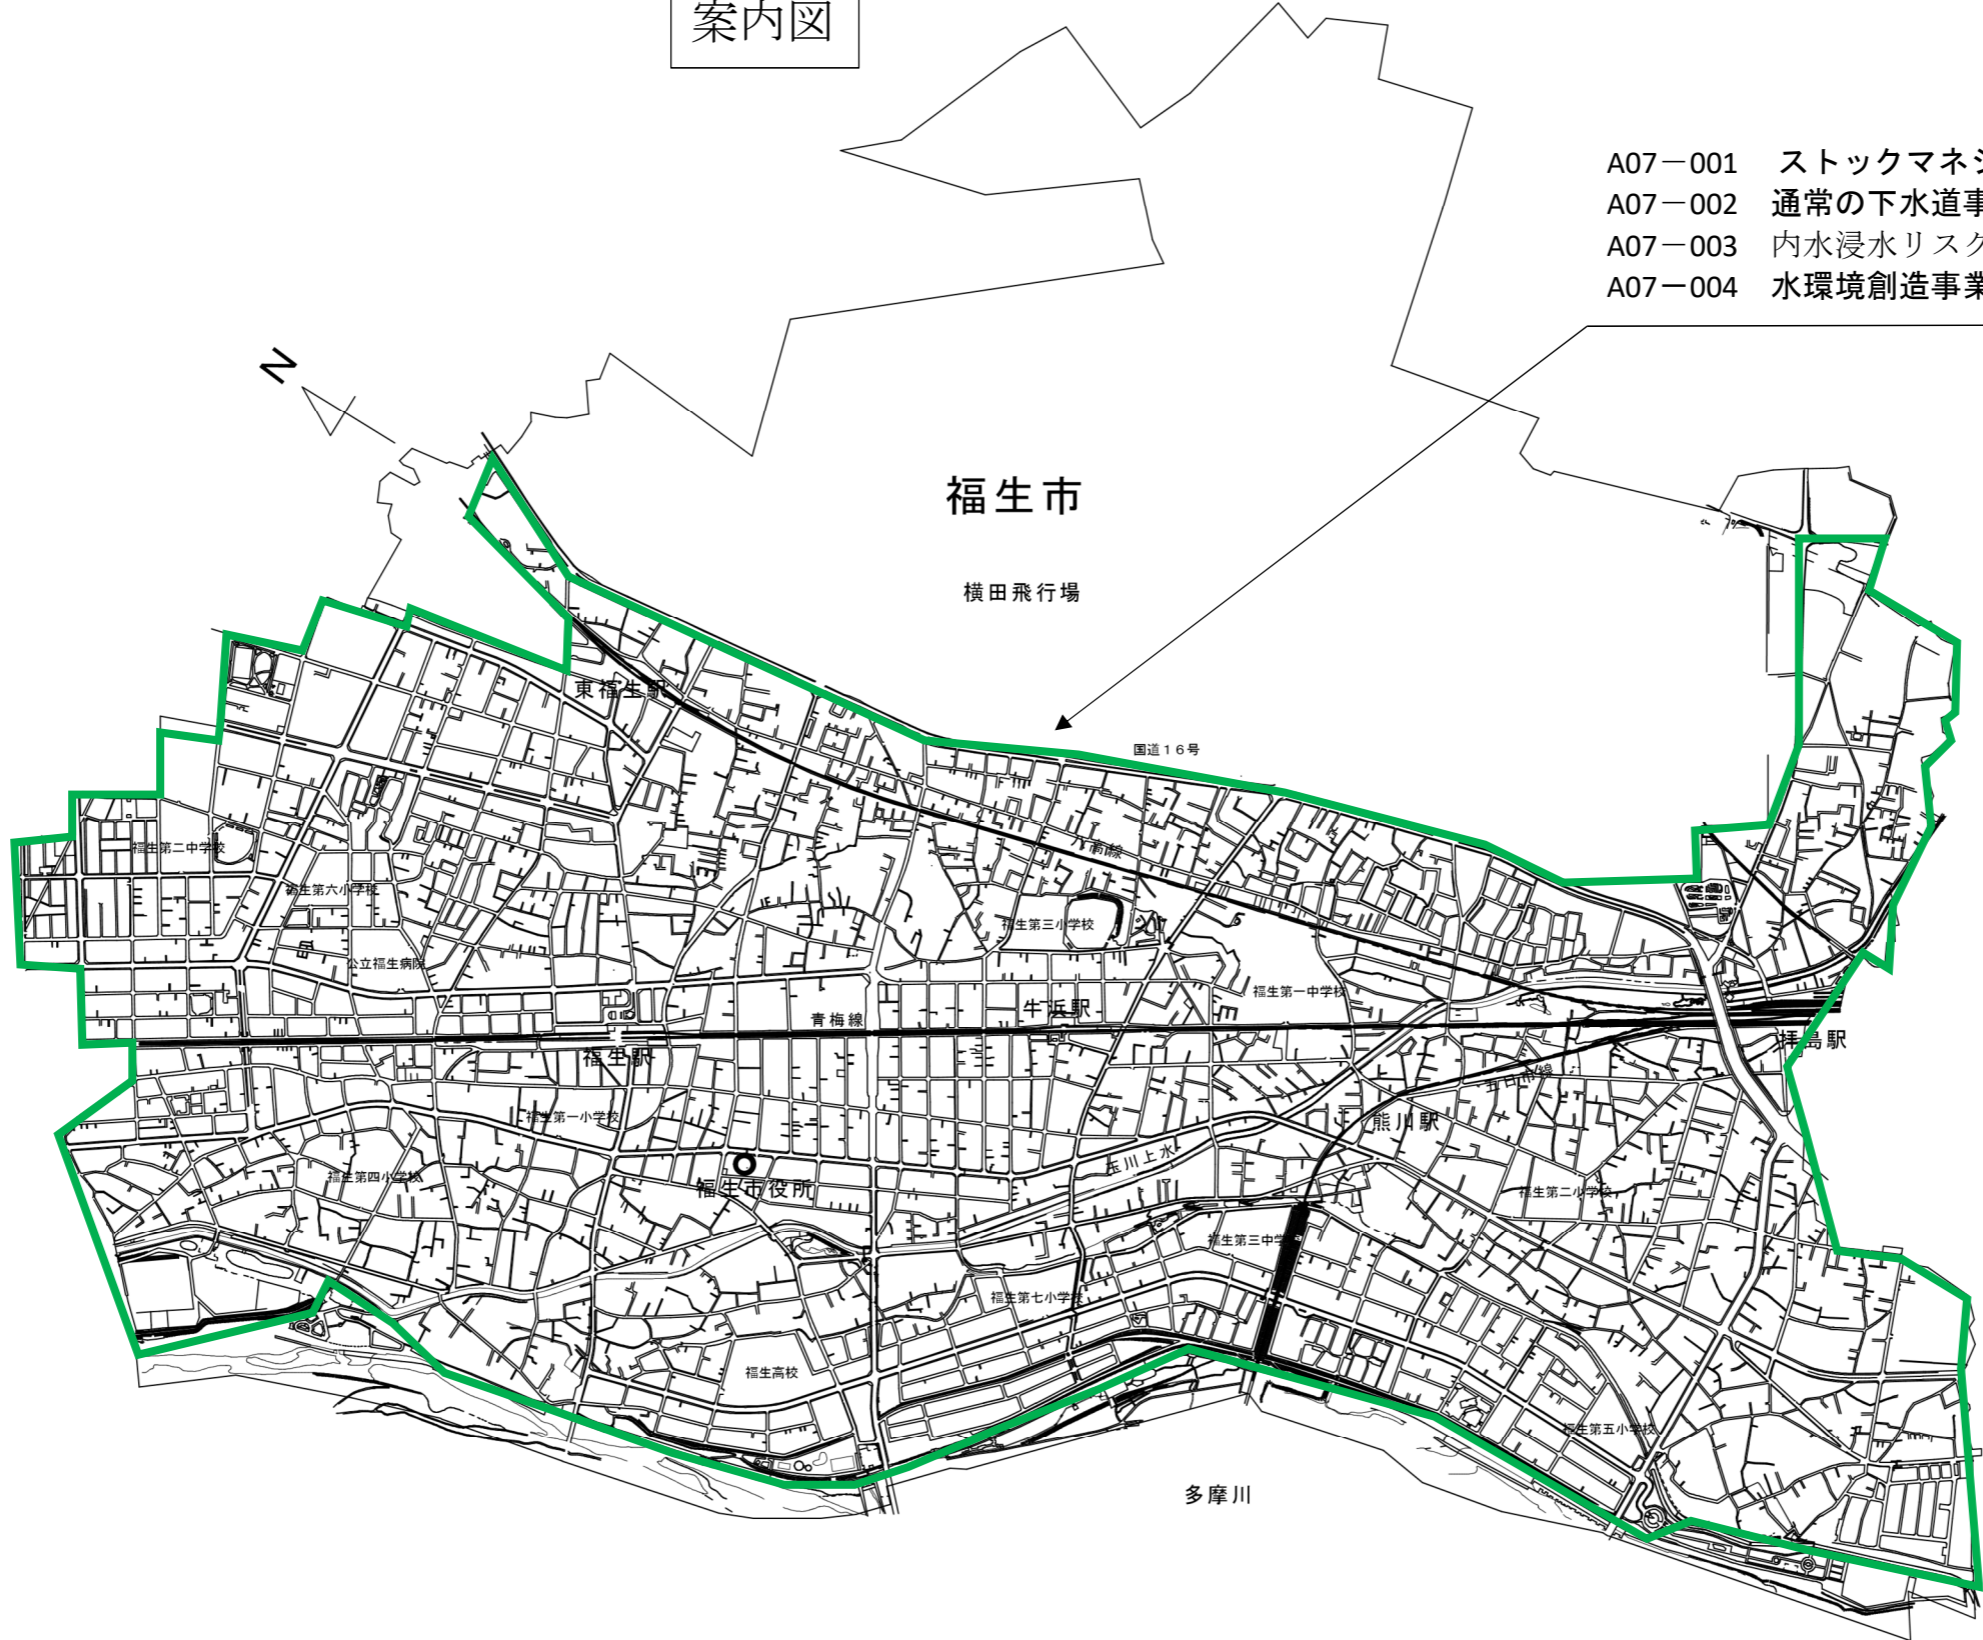 案内図
A07－001 ストックマネジ
A07－002 通常の下水道事
A07－003 内水浸水リスク
A07－004 水環境創造事業
N
福生市
横田飛行場
東福生駅
国道16号
福生第二中学校
八高線
福生第六小学校
福生第三小学校
公立福生病院
福生第一中学校
牛浜駅
青梅線
拝島駅
福生駅
五日市線
福生第一小学校
熊川駅
玉川上水
福生第四小学校
福生市役所
福生第二小学校
福生第三中学
福生第七小学校
福生高校
福生第五小学校
多摩川